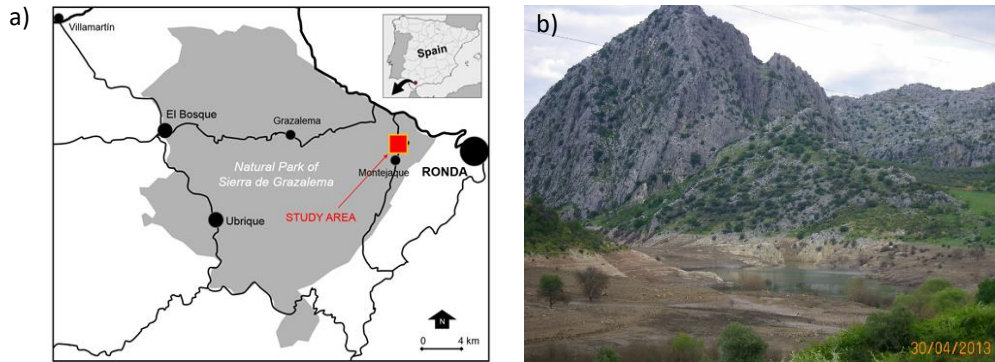 a)
Villamartín
Spain
El Bosque
Grazalema
Natural Park of
Sierra de Grazalema
Montejaque
RONDA
STUDY AREA
Ubrique
N
0 4 km
b)
30/04/2013